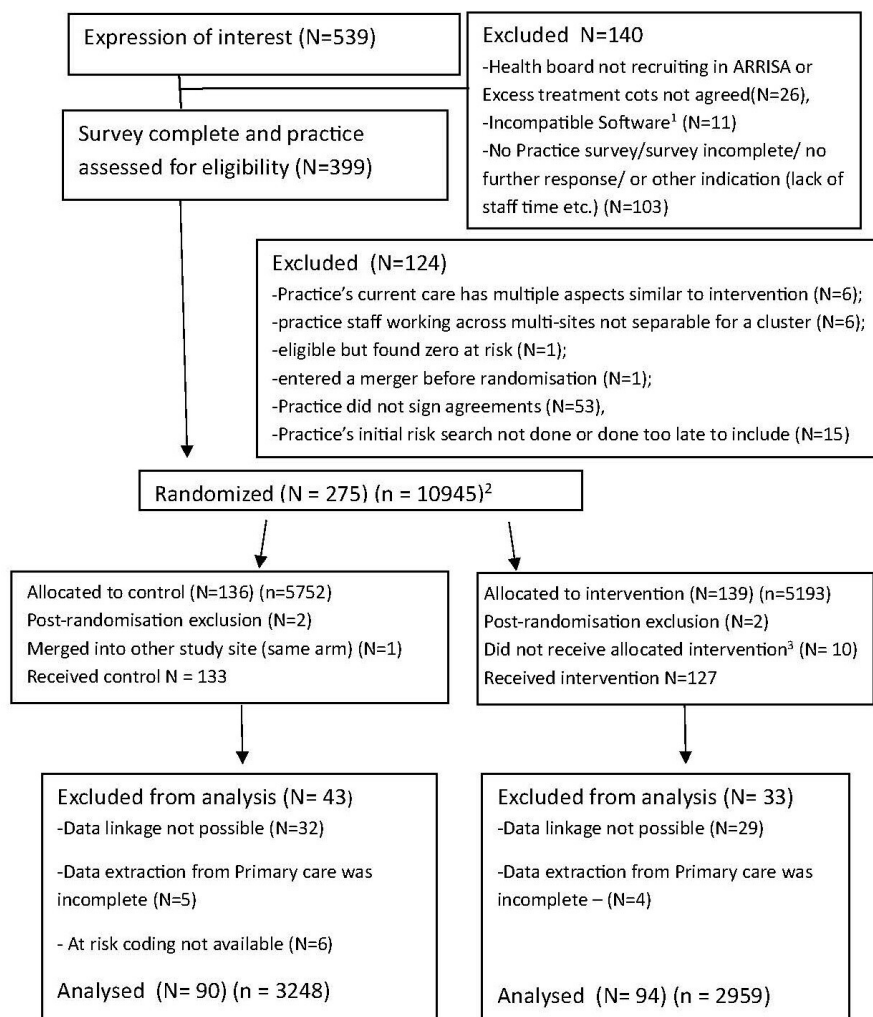 Expression of interest (N=539)
Excluded N=140
-Health board not recruiting in ARRISA or
Excess treatment cots not agreed(N=26),
-Incompatible Software¹ (N=11)
-No Practice survey/survey incomplete/ no
further response/ or other indication (lack of
staff time etc.) (N=103)
Survey complete and practice
assessed for eligibility (N=399)
Excluded (N=124)
-Practice's current care has multiple aspects similar to intervention (N=6);
-practice staff working across multi-sites not separable for a cluster (N=6);
-eligible but found zero at risk (N=1);
-entered a merger before randomisation (N=1);
-Practice did not sign agreements (N=53),
-Practice's initial risk search not done or done too late to include (N=15)
Randomized (N = 275) (n = 10945)²
Allocated to control (N=136) (n=5752)
Post-randomisation exclusion (N=2)
Merged into other study site (same arm) (N=1)
Received control N = 133
Allocated to intervention (N=139) (n=5193)
Post-randomisation exclusion (N=2)
Did not receive allocated intervention³ (N= 10)
Received intervention N=127
Excluded from analysis (N= 43)
-Data linkage not possible (N=32)
-Data extraction from Primary care was
incomplete (N=5)
- At risk coding not available (N=6)
Analysed (N= 90) (n = 3248)
Excluded from analysis (N= 33)
-Data linkage not possible (N=29)
-Data extraction from Primary care was
incomplete – (N=4)
Analysed (N= 94) (n = 2959)